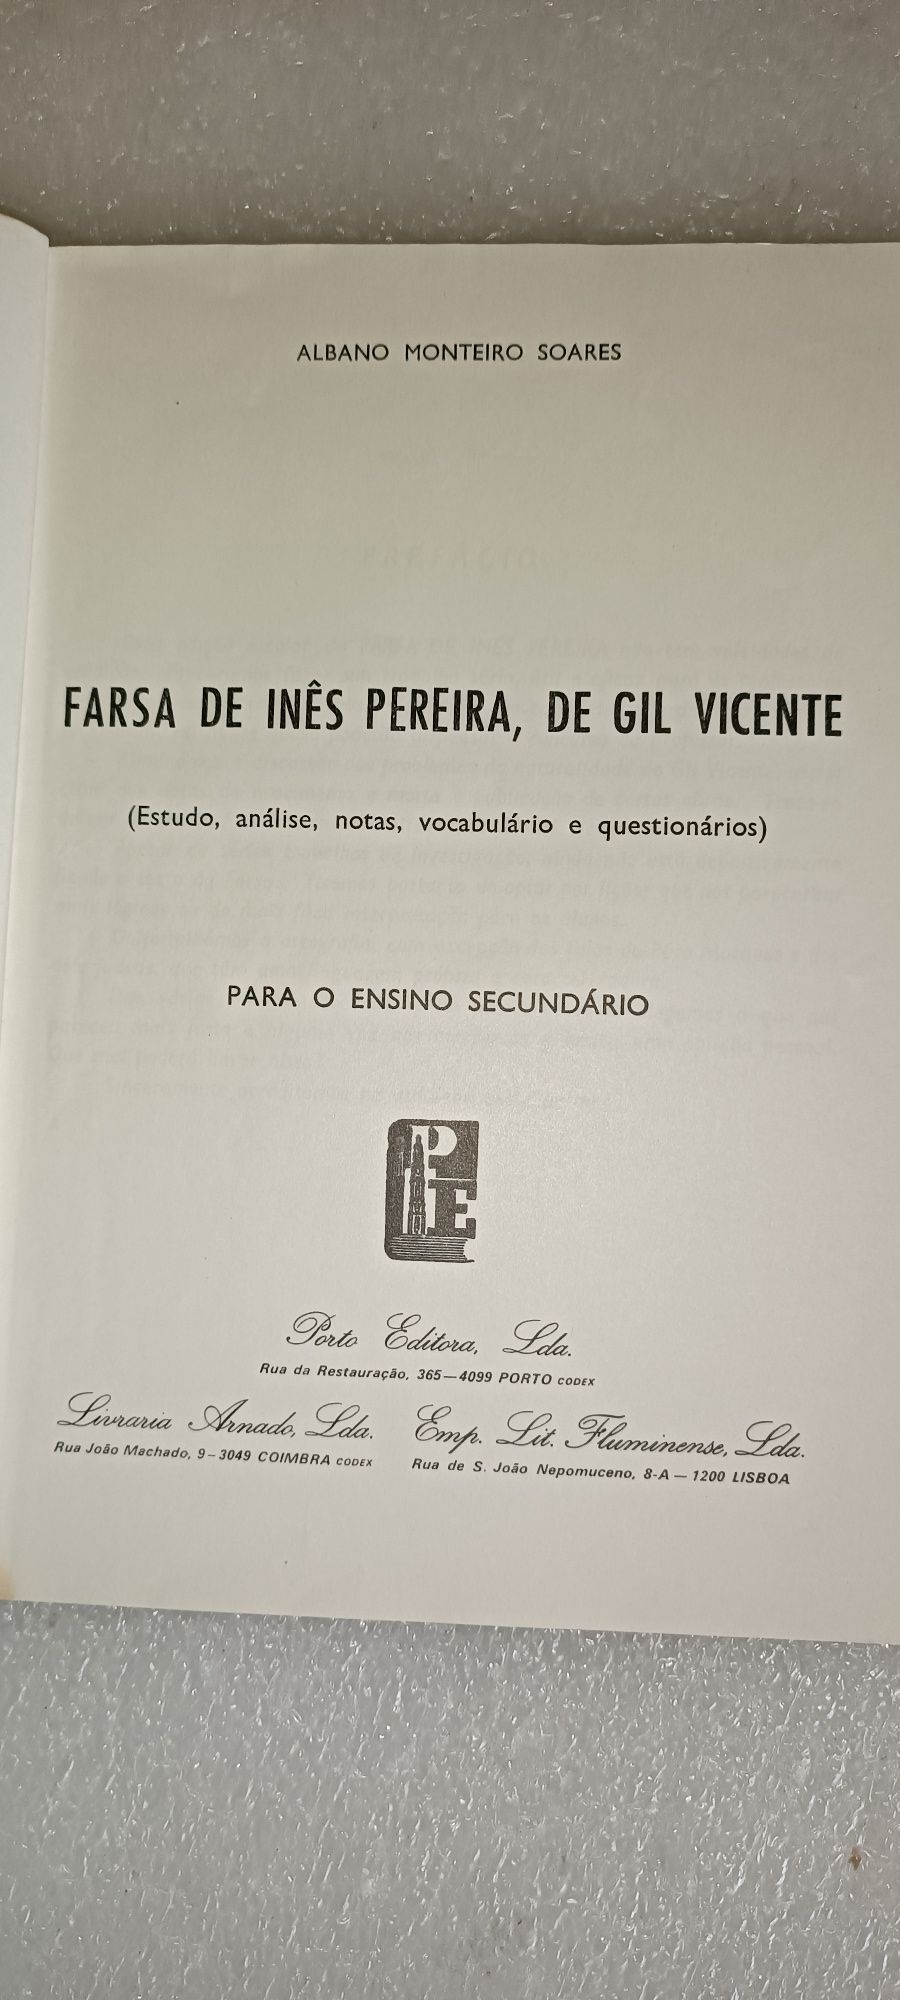 ALBANO MONTEIRO SOARES
FARSA DE INÊS PEREIRA, DE GIL VICENTE
(Estudo, análise, notas, vocabulário e questionários)
PARA O ENSINO SECUNDÁRIO
PE
Porto Editora, Lda.
Rua da Restauração, 365—4099 PORTO CODEX
Livraria Arnado, Lda.
Rua João Machado, 9–3049 COIMBRA CODEX
Emp. Lit. Fluminense, Lda.
Rua de S. João Nepomuceno, 8-A — 1200 LISBOA